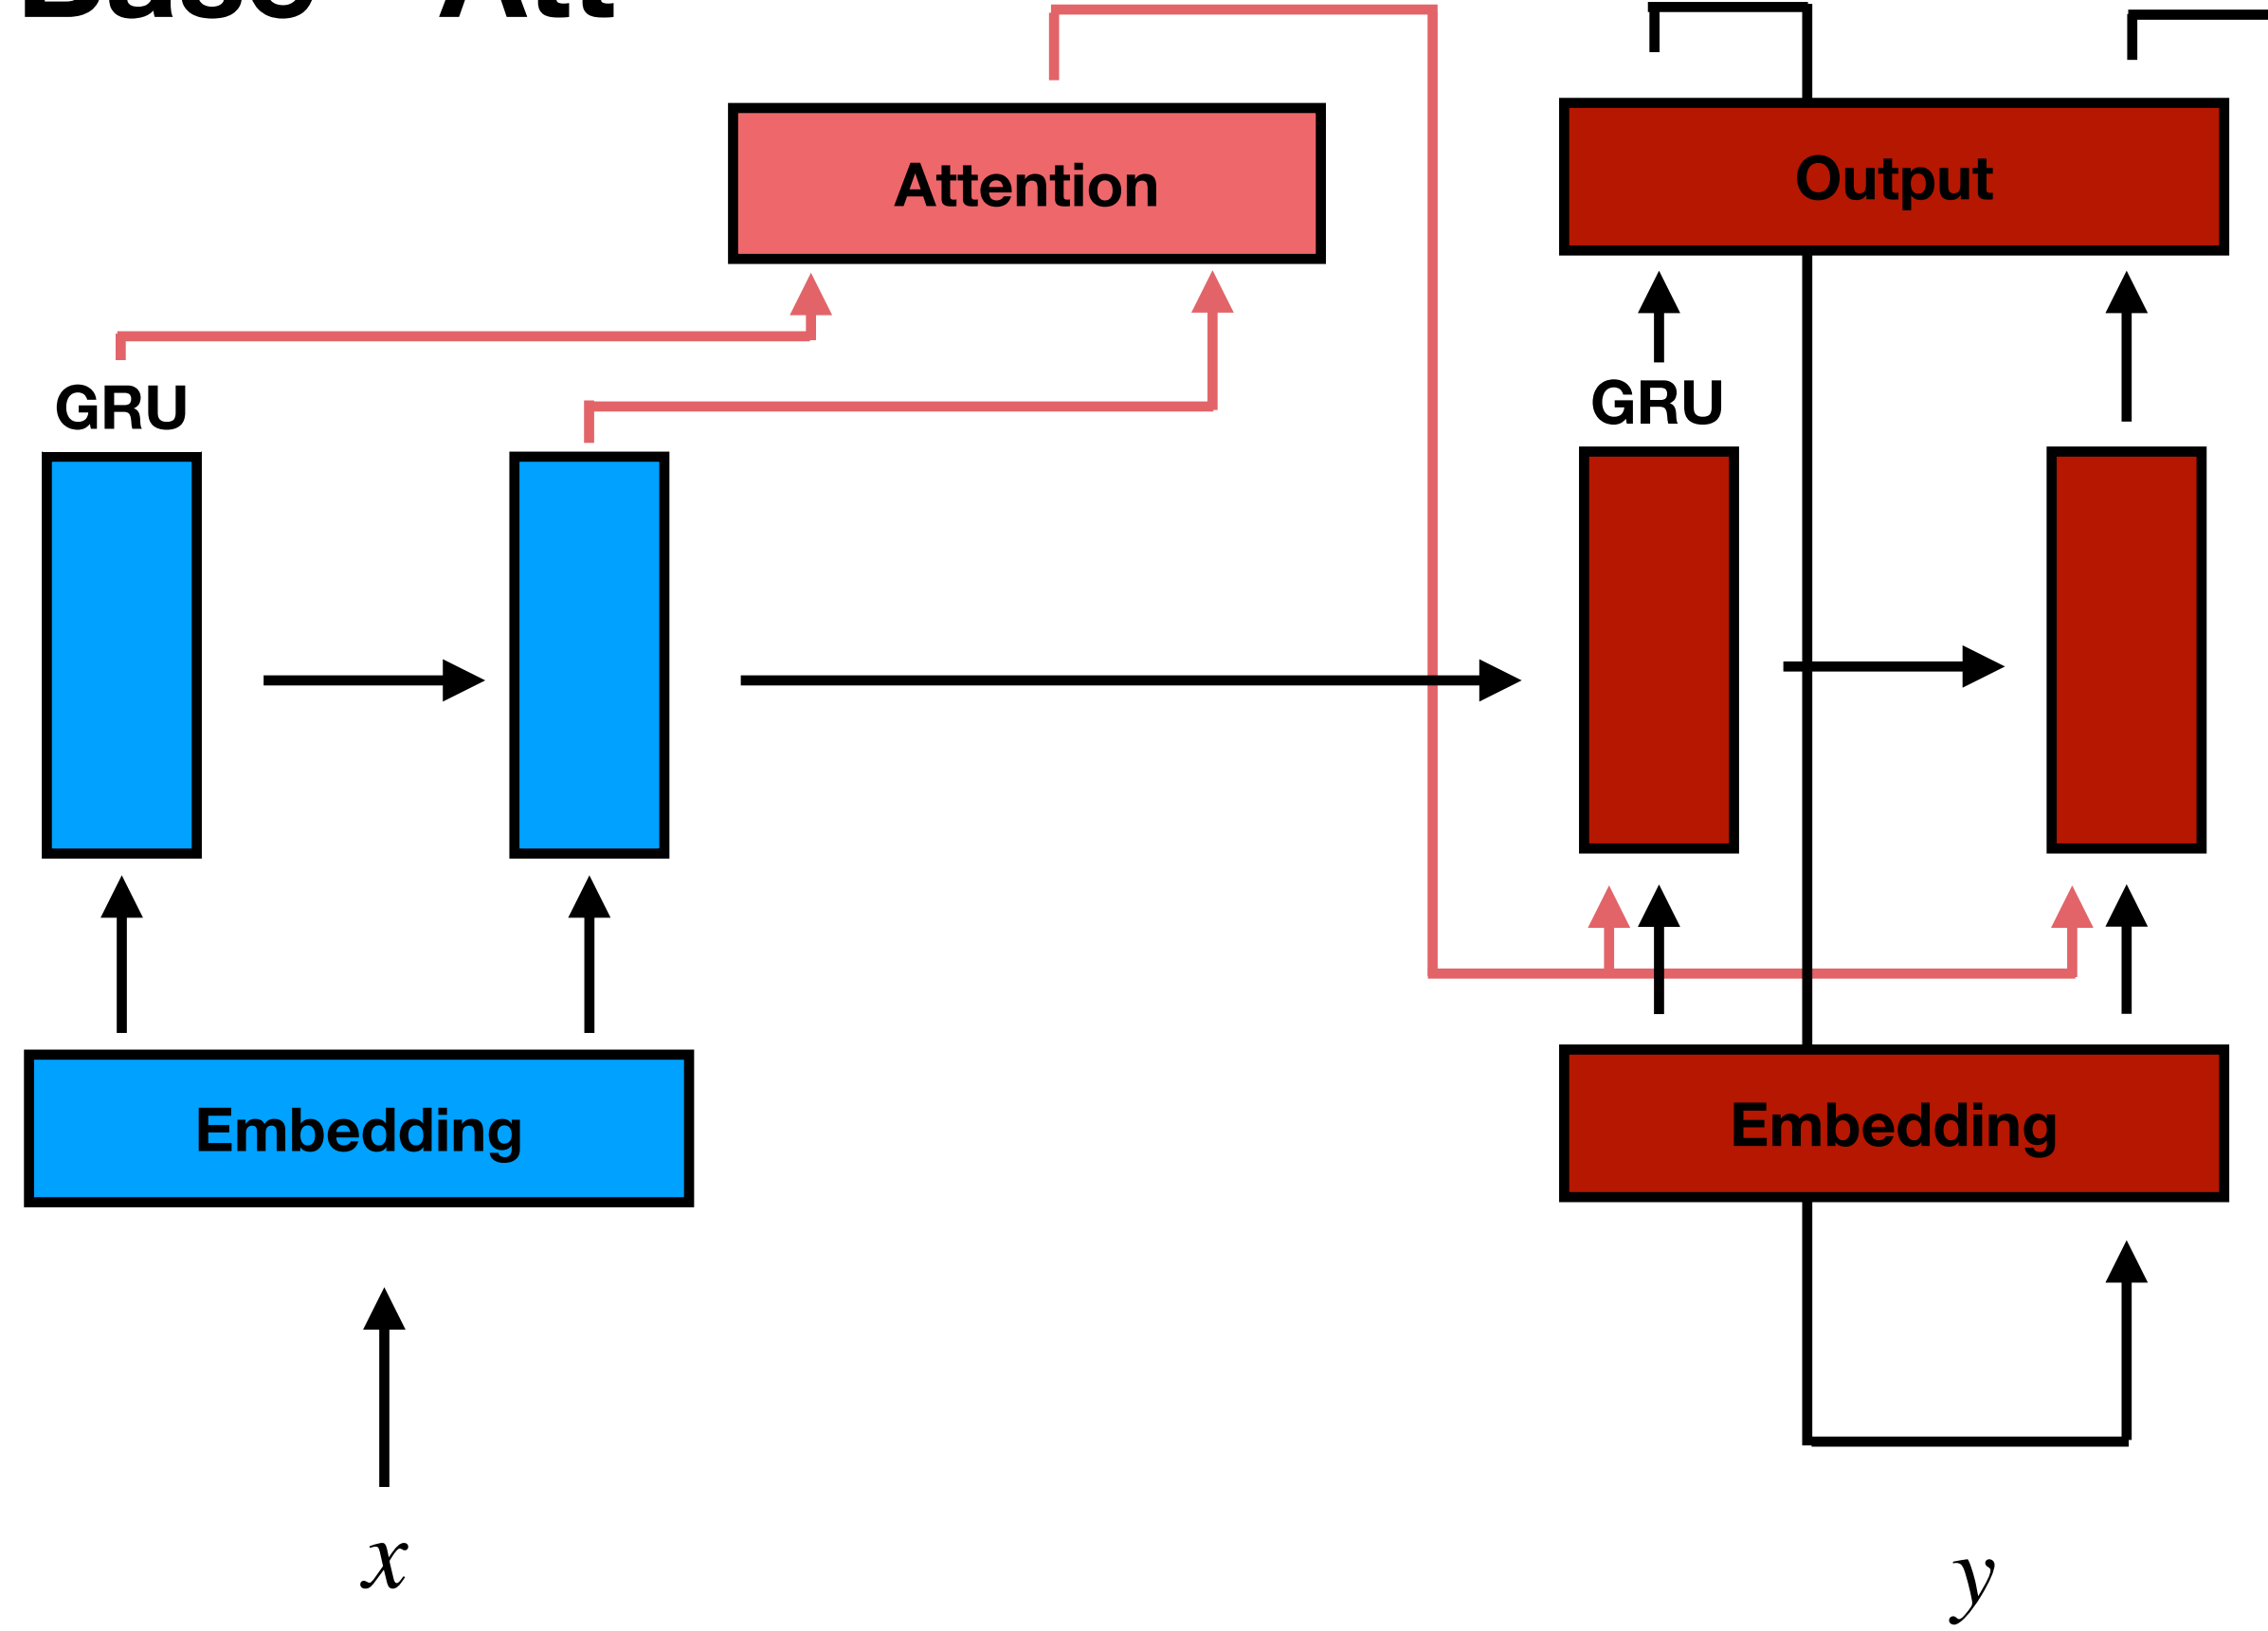 Attention
Output
GRU
GRU
Embedding
Embedding
x
y